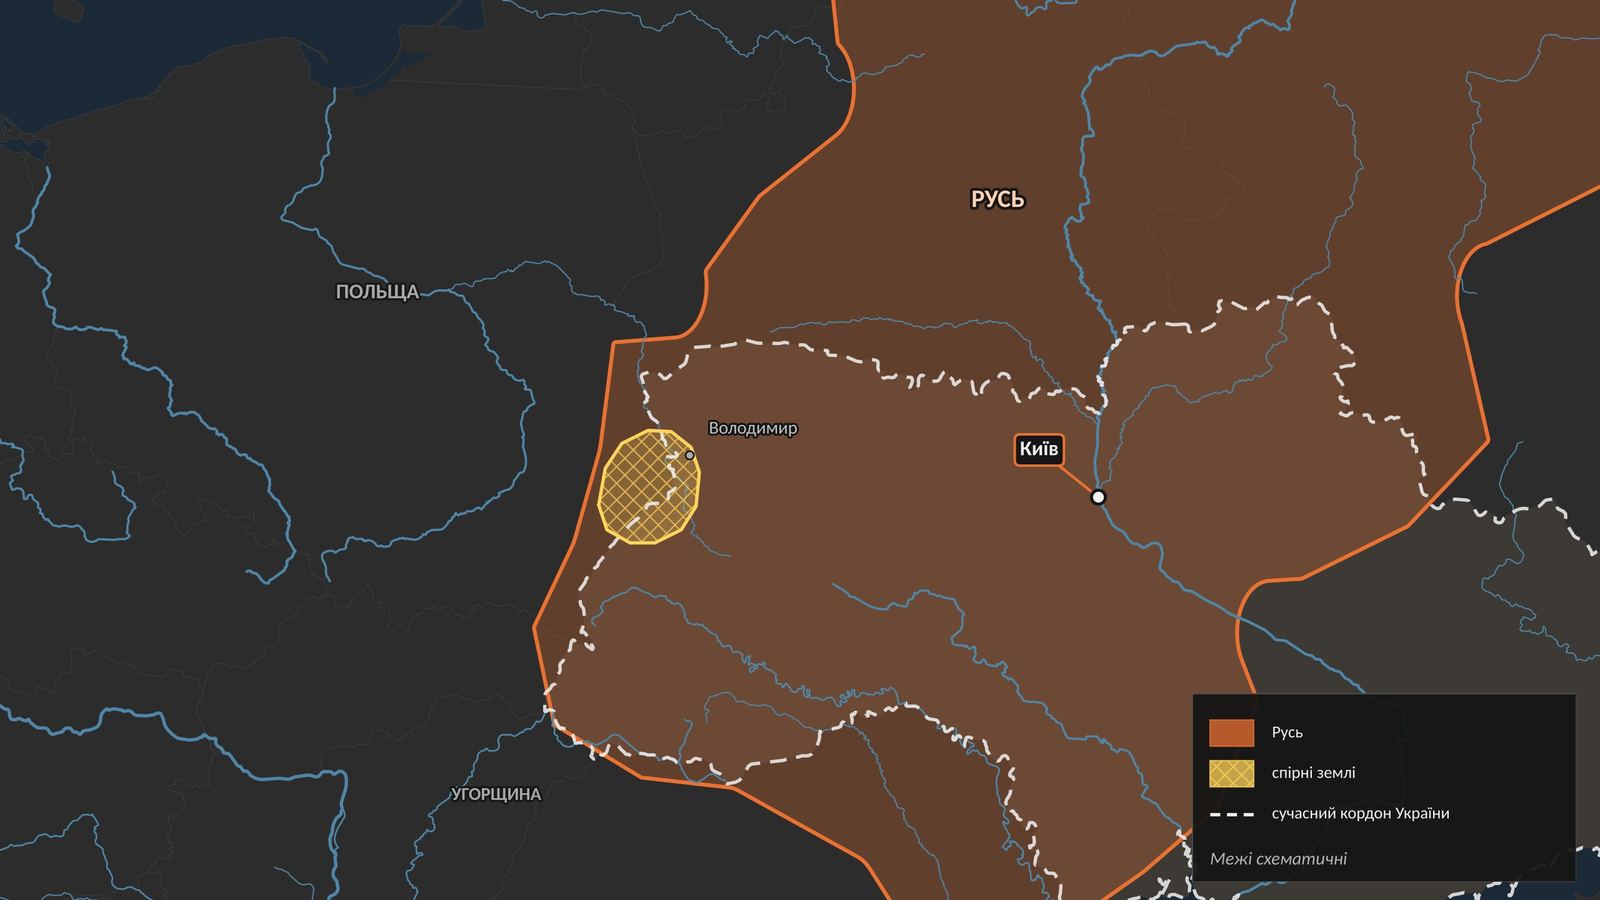 РУСЬ
ПОЛЬЩА
Володимир
Київ
УГОРЩИНА
Русь
спірні землі
сучасний кордон України
Межі схематичні